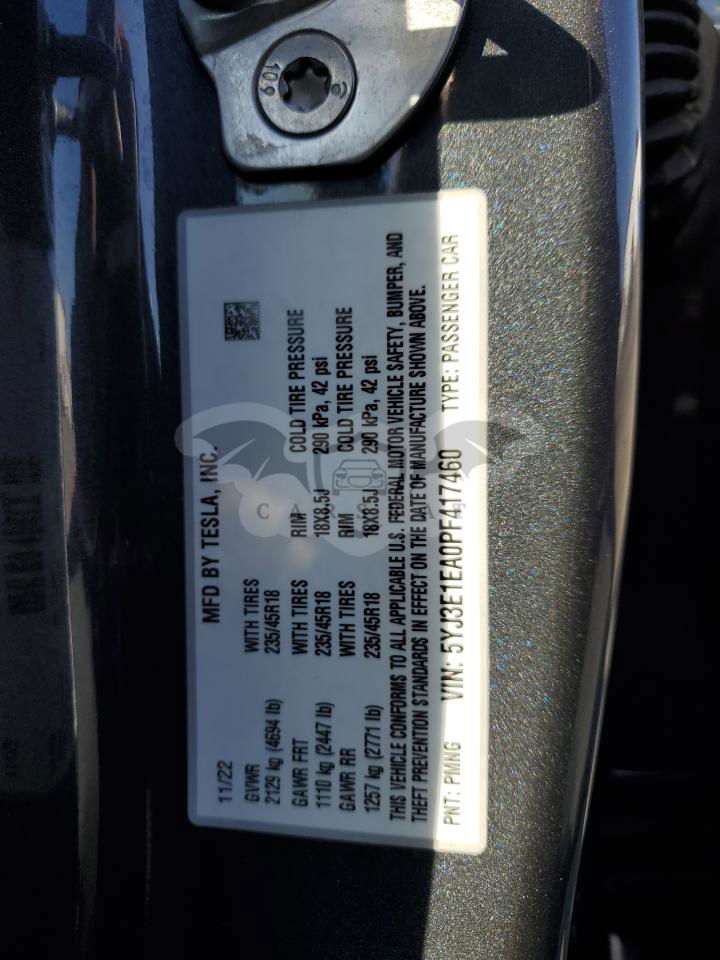 10.9
11/22 MFD BY TESLA, INC.
GVWR WITH TIRES RIM COLD TIRE PRESSURE
2129 kg (4694 lb) 235/45R18 18X8.5J 290 kPa, 42 psi
GAWR FRT WITH TIRES RIM COLD TIRE PRESSURE
1110 kg (2447 lb) 235/45R18 18X8.5J 290 kPa, 42 psi
GAWR RR
1257 kg (2771 lb)
THIS VEHICLE CONFORMS TO ALL APPLICABLE U.S. FEDERAL MOTOR VEHICLE SAFETY, BUMPER, AND
THEFT PREVENTION STANDARDS IN EFFECT ON THE DATE OF MANUFACTURE SHOWN ABOVE.
PNT: PMNG VIN: 5YJ3E1EA0PF417460 TYPE: PASSENGER CAR